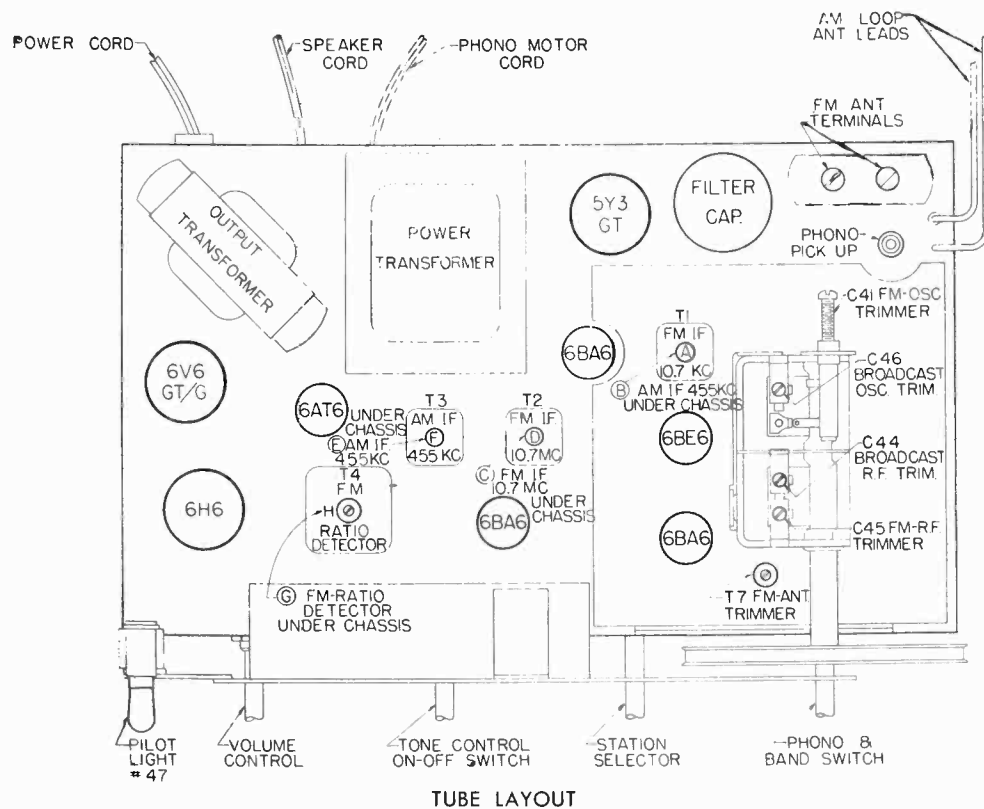 AM LOOP
ANT LEADS
POWER CORD
SPEAKER
CORD
PHONO MOTOR
CORD
FM ANT
TERMINALS
OUTPUT
TRANSFORMER
POWER
TRANSFORMER
5Y3
GT
FILTER
CAP.
PHONO-
PICK UP
C41 FM-OSC
TRIMMER
T1
FM IF
A
10.7 KC
6BA6
B AM IF 455KC
UNDER CHASSIS
C46
BROADCAST
OSC. TRIM.
6V6
GT/G
6AT6
UNDER
CHASSIS
E AM IF
455KC
T3
AM IF
F
455 KC
T2
FM IF
D
10.7MC
6BE6
C44
BROADCAST
R.F. TRIM.
C FM IF
10.7 MC
UNDER
CHASSIS
T4
FM
H
RATIO
DETECTOR
6H6
6BA6
6BA6
C45 FM-R.F.
TRIMMER
T7 FM-ANT
TRIMMER
G FM-RATIO
DETECTOR
UNDER CHASSIS
PILOT
LIGHT
#47
VOLUME
CONTROL
TONE CONTROL
ON-OFF SWITCH
STATION
SELECTOR
PHONO &
BAND SWITCH
TUBE LAYOUT